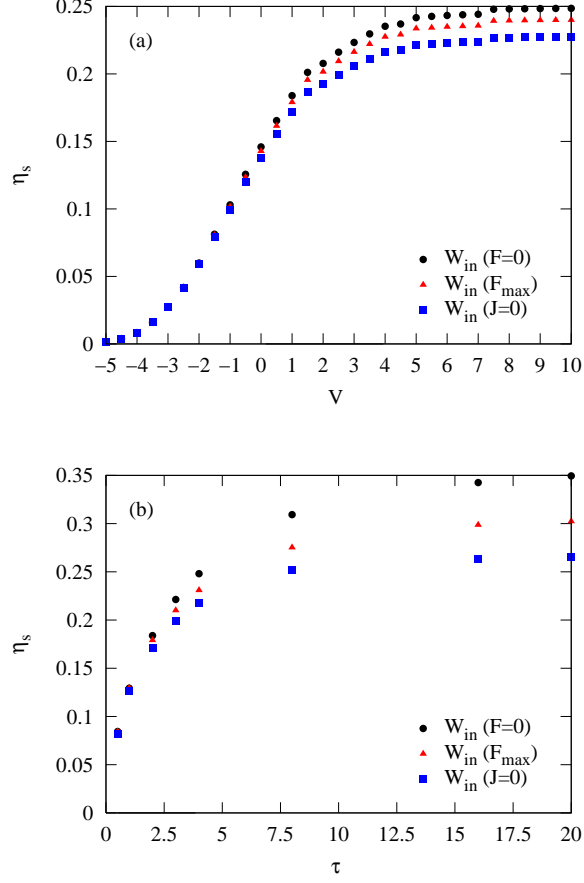 0.25
(a)
0.2
0.15
η_s
0.1
W_in (F=0)
W_in (F_max)
0.05
W_in (J=0)
0
−5 −4 −3 −2 −1 0 1 2 3 4 5 6 7 8 9 10
V
0.35
(b)
0.3
0.25
0.2
η_s
0.15
0.1
W_in (F=0)
W_in (F_max)
0.05
W_in (J=0)
0
0 2.5 5 7.5 10 12.5 15 17.5 20
τ